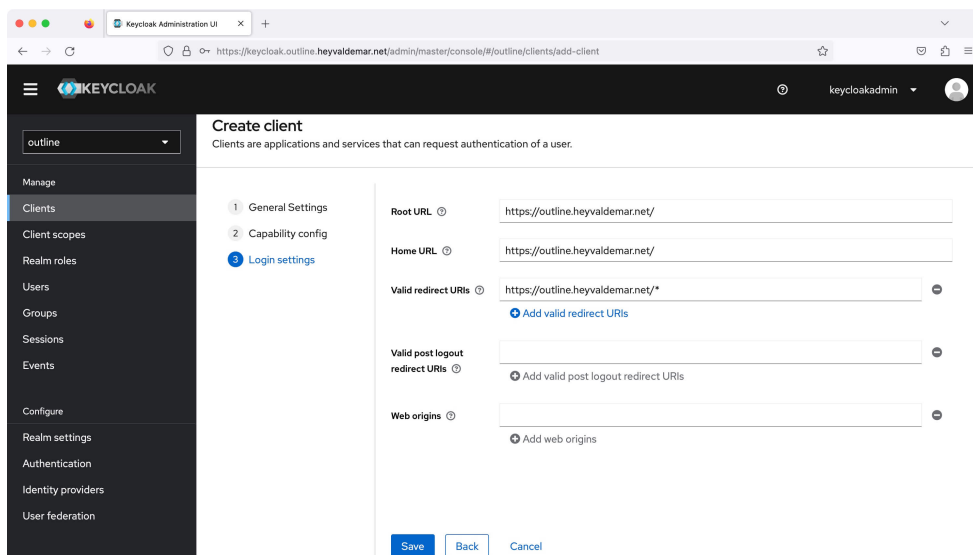 Keycloak Administration UI
https://keycloak.outline.heyvaldemar.net/admin/master/console/#/outline/clients/add-client
KEYCLOAK
keycloakadmin
outline
Manage
Clients
Client scopes
Realm roles
Users
Groups
Sessions
Events
Configure
Realm settings
Authentication
Identity providers
User federation
Create client
Clients are applications and services that can request authentication of a user.
1 General Settings
2 Capability config
3 Login settings
Root URL
https://outline.heyvaldemar.net/
Home URL
https://outline.heyvaldemar.net/
Valid redirect URIs
https://outline.heyvaldemar.net/*
Add valid redirect URIs
Valid post logout
redirect URIs
Add valid post logout redirect URIs
Web origins
Add web origins
Save Back Cancel